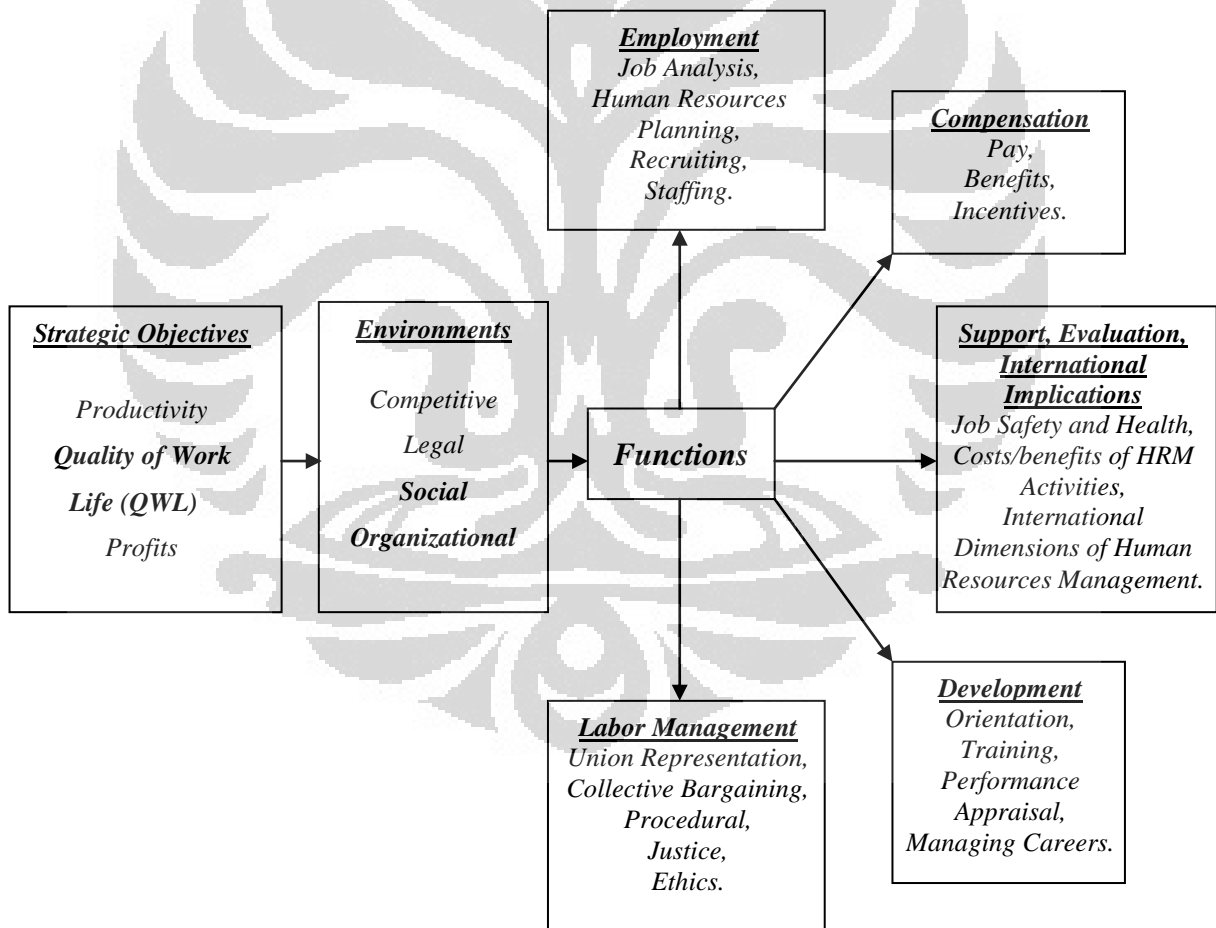 Employment
Job Analysis,
Human Resources
Planning,
Recruiting,
Staffing.
Compensation
Pay,
Benefits,
Incentives.
Strategic Objectives
Productivity
Quality of Work
Life (QWL)
Profits
Environments
Competitive
Legal
Social
Organizational
Functions
Support, Evaluation,
International
Implications
Job Safety and Health,
Costs/benefits of HRM
Activities,
International
Dimensions of Human
Resources Management.
Labor Management
Union Representation,
Collective Bargaining,
Procedural,
Justice,
Ethics.
Development
Orientation,
Training,
Performance
Appraisal,
Managing Careers.